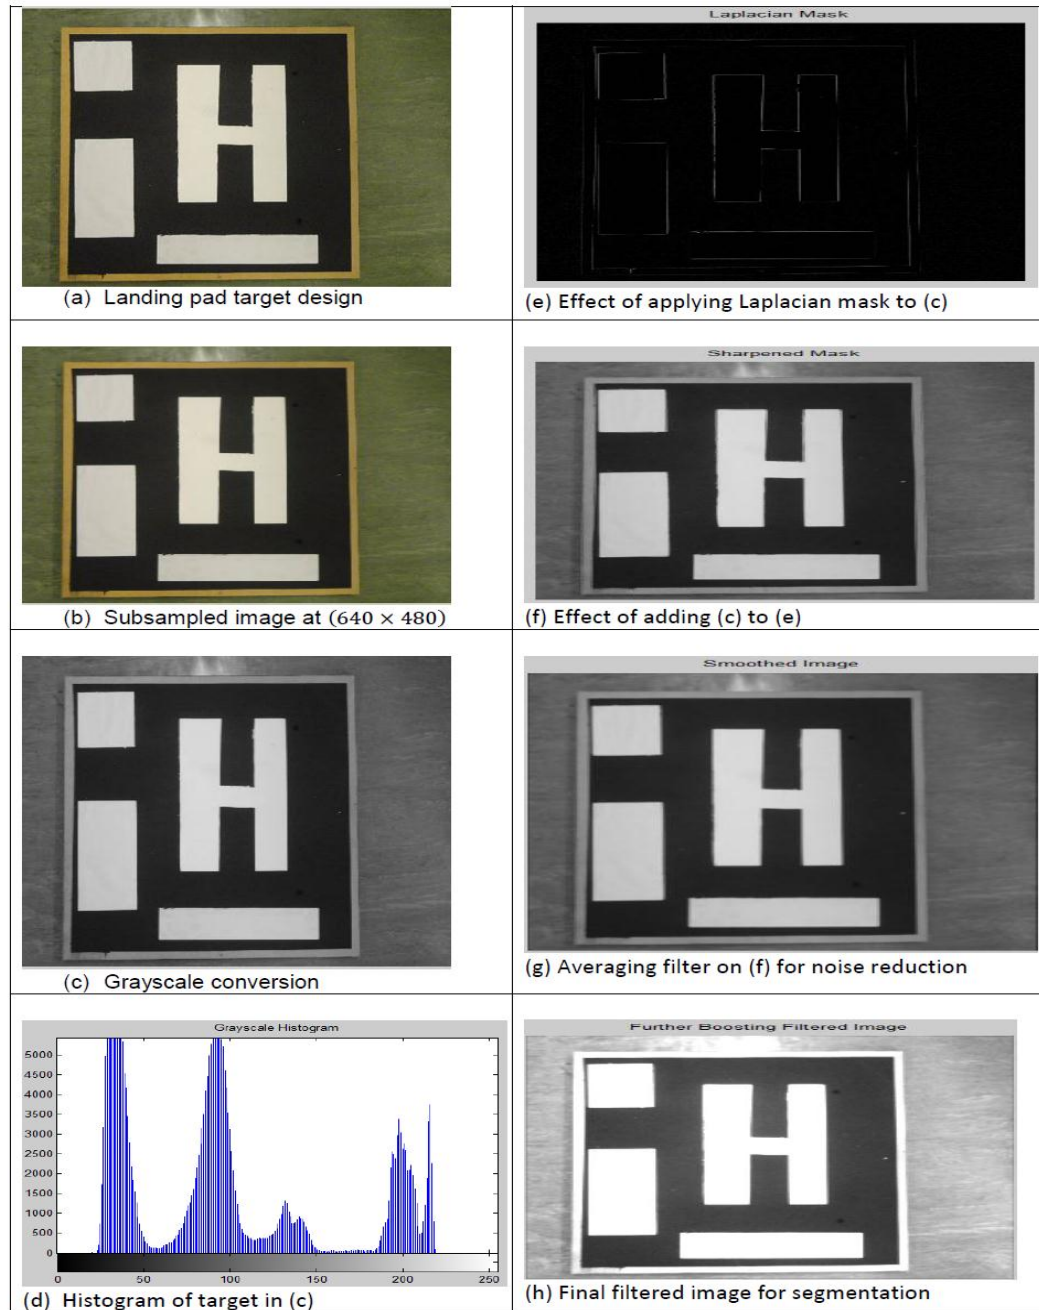 (a) Landing pad target design
(b) Subsampled image at (640 × 480)
(c) Grayscale conversion
Grayscale Histogram
5000
4500
4000
3500
3000
2500
2000
1500
1000
500
0
0 50 100 150 200 250
(d) Histogram of target in (c)
Laplacian Mask
(e) Effect of applying Laplacian mask to (c)
Sharpened Mask
(f) Effect of adding (c) to (e)
Smoothed Image
(g) Averaging filter on (f) for noise reduction
Further Boosting Filtered Image
(h) Final filtered image for segmentation
H
H
H
H
H
H
H